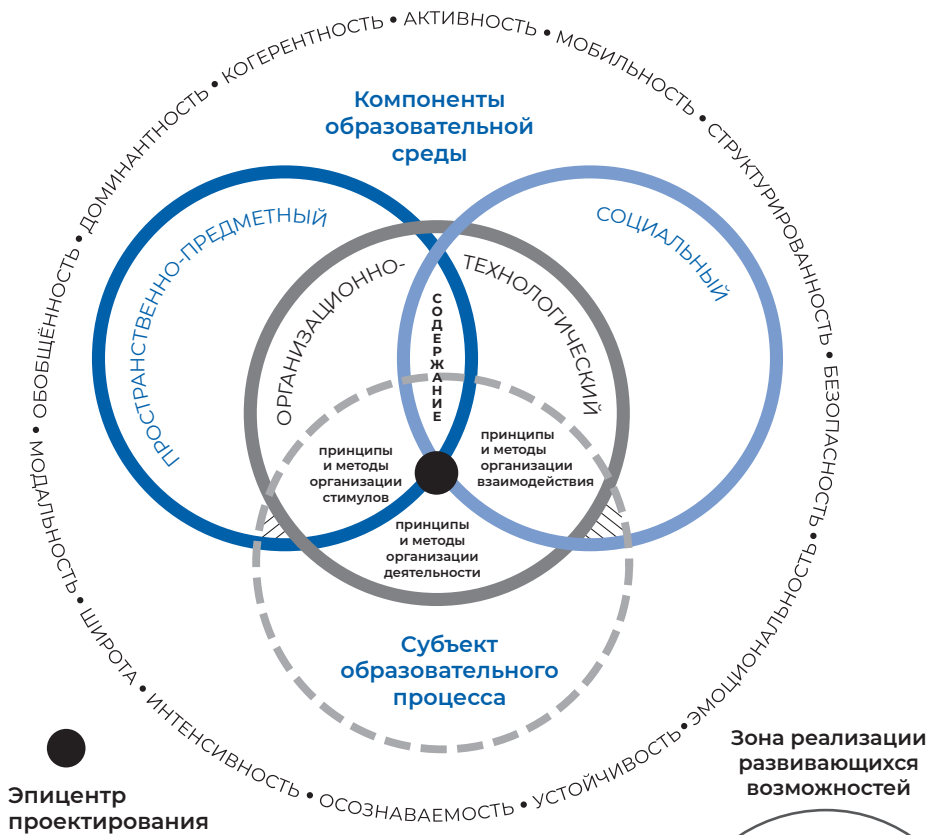 • ОБОБЩЁННОСТЬ • ДОМИНАНТНОСТЬ • КОГЕРЕНТНОСТЬ • АКТИВНОСТЬ • МОБИЛЬНОСТЬ • СТРУКТУРИРОВАННОСТЬ • БЕЗОПАСНОСТЬ • ЭМОЦИОНАЛЬНОСТЬ • УСТОЙЧИВОСТЬ • ОСОЗНАВАЕМОСТЬ • ИНТЕНСИВНОСТЬ • ШИРОТА • МОДАЛЬНОСТЬ
Компоненты
образовательной
среды
ПРОСТРАНСТВЕННО-ПРЕДМЕТНЫЙ
СОЦИАЛЬНЫЙ
ОРГАНИЗАЦИОННО-
ТЕХНОЛОГИЧЕСКИЙ
СОДЕРЖАНИЕ
принципы
и методы
организации
стимулов
принципы
и методы
организации
взаимодействия
принципы
и методы
организации
деятельности
Субъект
образовательного
процесса
Эпицентр
проектирования
Зона реализации
развивающихся
возможностей